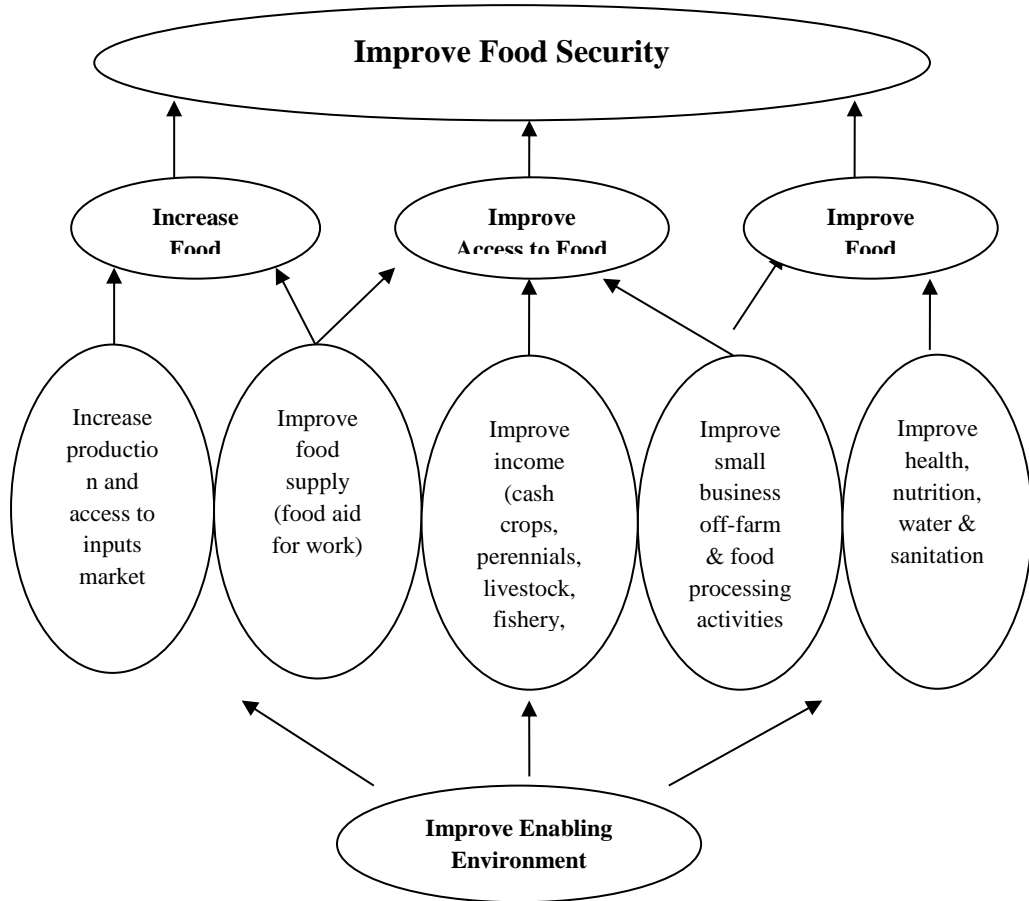 Improve Food Security
Increase
Food
Improve
Access to Food
Improve
Food
Increase
productio
n and
access to
inputs
market
Improve
food
supply
(food aid
for work)
Improve
income
(cash
crops,
perennials,
livestock,
fishery,
Improve
small
business
off-farm
& food
processing
activities
Improve
health,
nutrition,
water &
sanitation
Improve Enabling
Environment